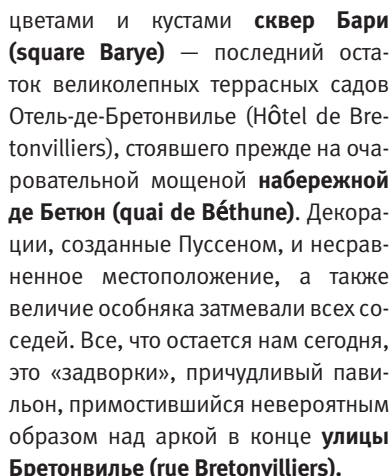 цветами и кустами сквер Бари
(square Barye) — последний оста-
ток великолепных террасных садов
Отель-де-Бретонвилье (Hôtel de Bre-
tonvilliers), стоявшего прежде на оча-
ровательной мощеной набережной
де Бетюн (quai de Béthune). Декора-
ции, созданные Пуссеном, и несрав-
ненное местоположение, а также
величие особняка затмевали всех со-
седей. Все, что остается нам сегодня,
это «задворки», причудливый пави-
льон, примостившийся невероятным
образом над аркой в конце улицы
Бретонвилье (rue Bretonvilliers).